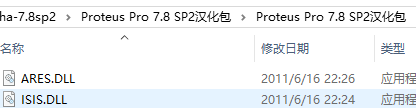 ha-7.8sp2 > Proteus Pro 7.8 SP2汉化包 > Proteus Pro 7.8 SP2汉化包
名称 修改日期 类型
ARES.DLL 2011/6/16 22:26 应用程
ISIS.DLL 2011/6/16 22:24 应用程